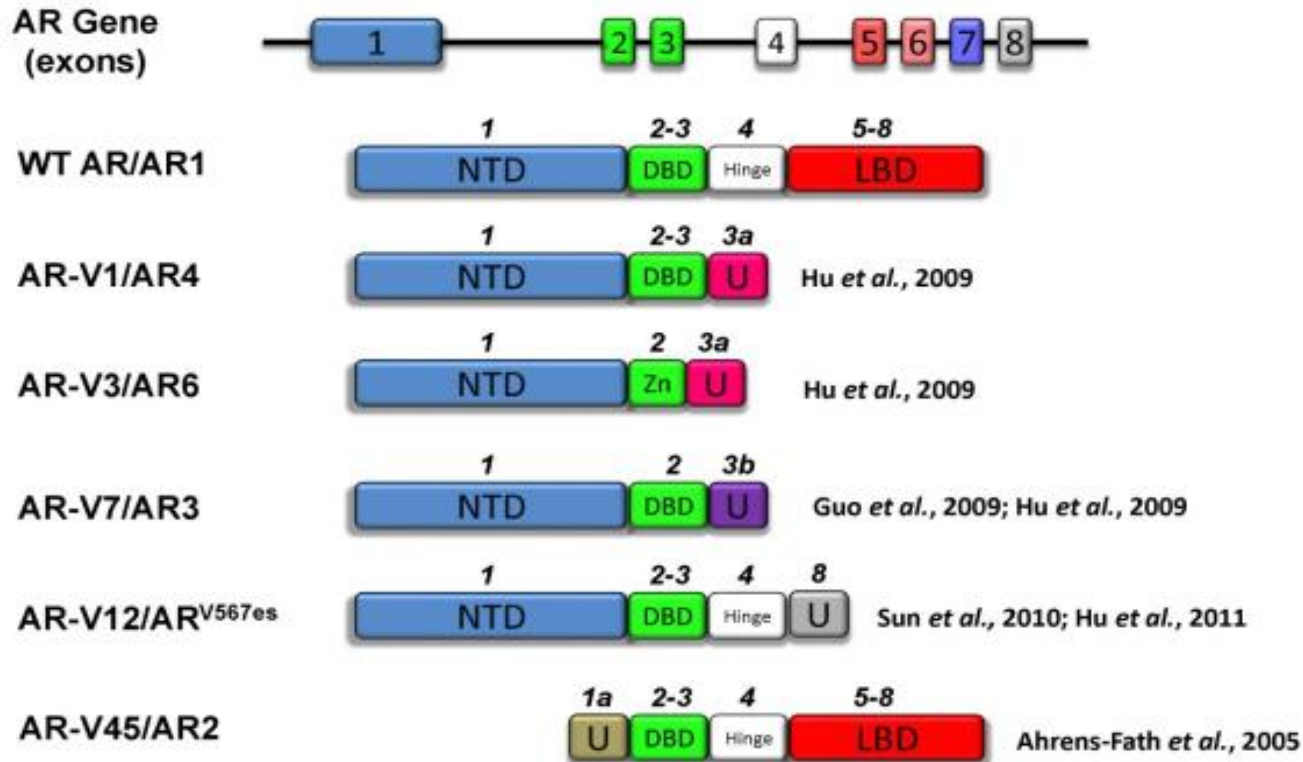 AR Gene
(exons)
1 2 3 4 5 6 7 8
1 2-3 4 5-8
WT AR/AR1 NTD DBD Hinge LBD
1 2-3 3a
AR-V1/AR4 NTD DBD U Hu et al., 2009
1 2 3a
AR-V3/AR6 NTD Zn U Hu et al., 2009
1 2 3b
AR-V7/AR3 NTD DBD U Guo et al., 2009; Hu et al., 2009
1 2-3 4 8
AR-V12/ARV567es NTD DBD Hinge U Sun et al., 2010; Hu et al., 2011
1a 2-3 4 5-8
AR-V45/AR2 U DBD Hinge LBD Ahrens-Fath et al., 2005